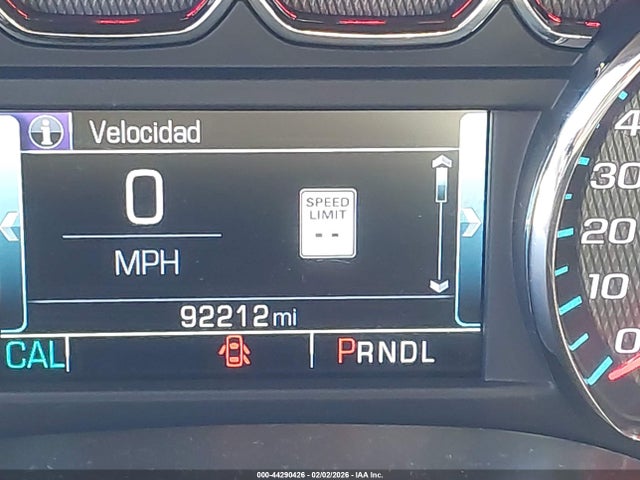 Velocidad
0
MPH
SPEED
LIMIT
--
92212mi
CAL
PRNDL
4
30
20
10
0
000-44290426 - 02/02/2026 - IAA Inc.